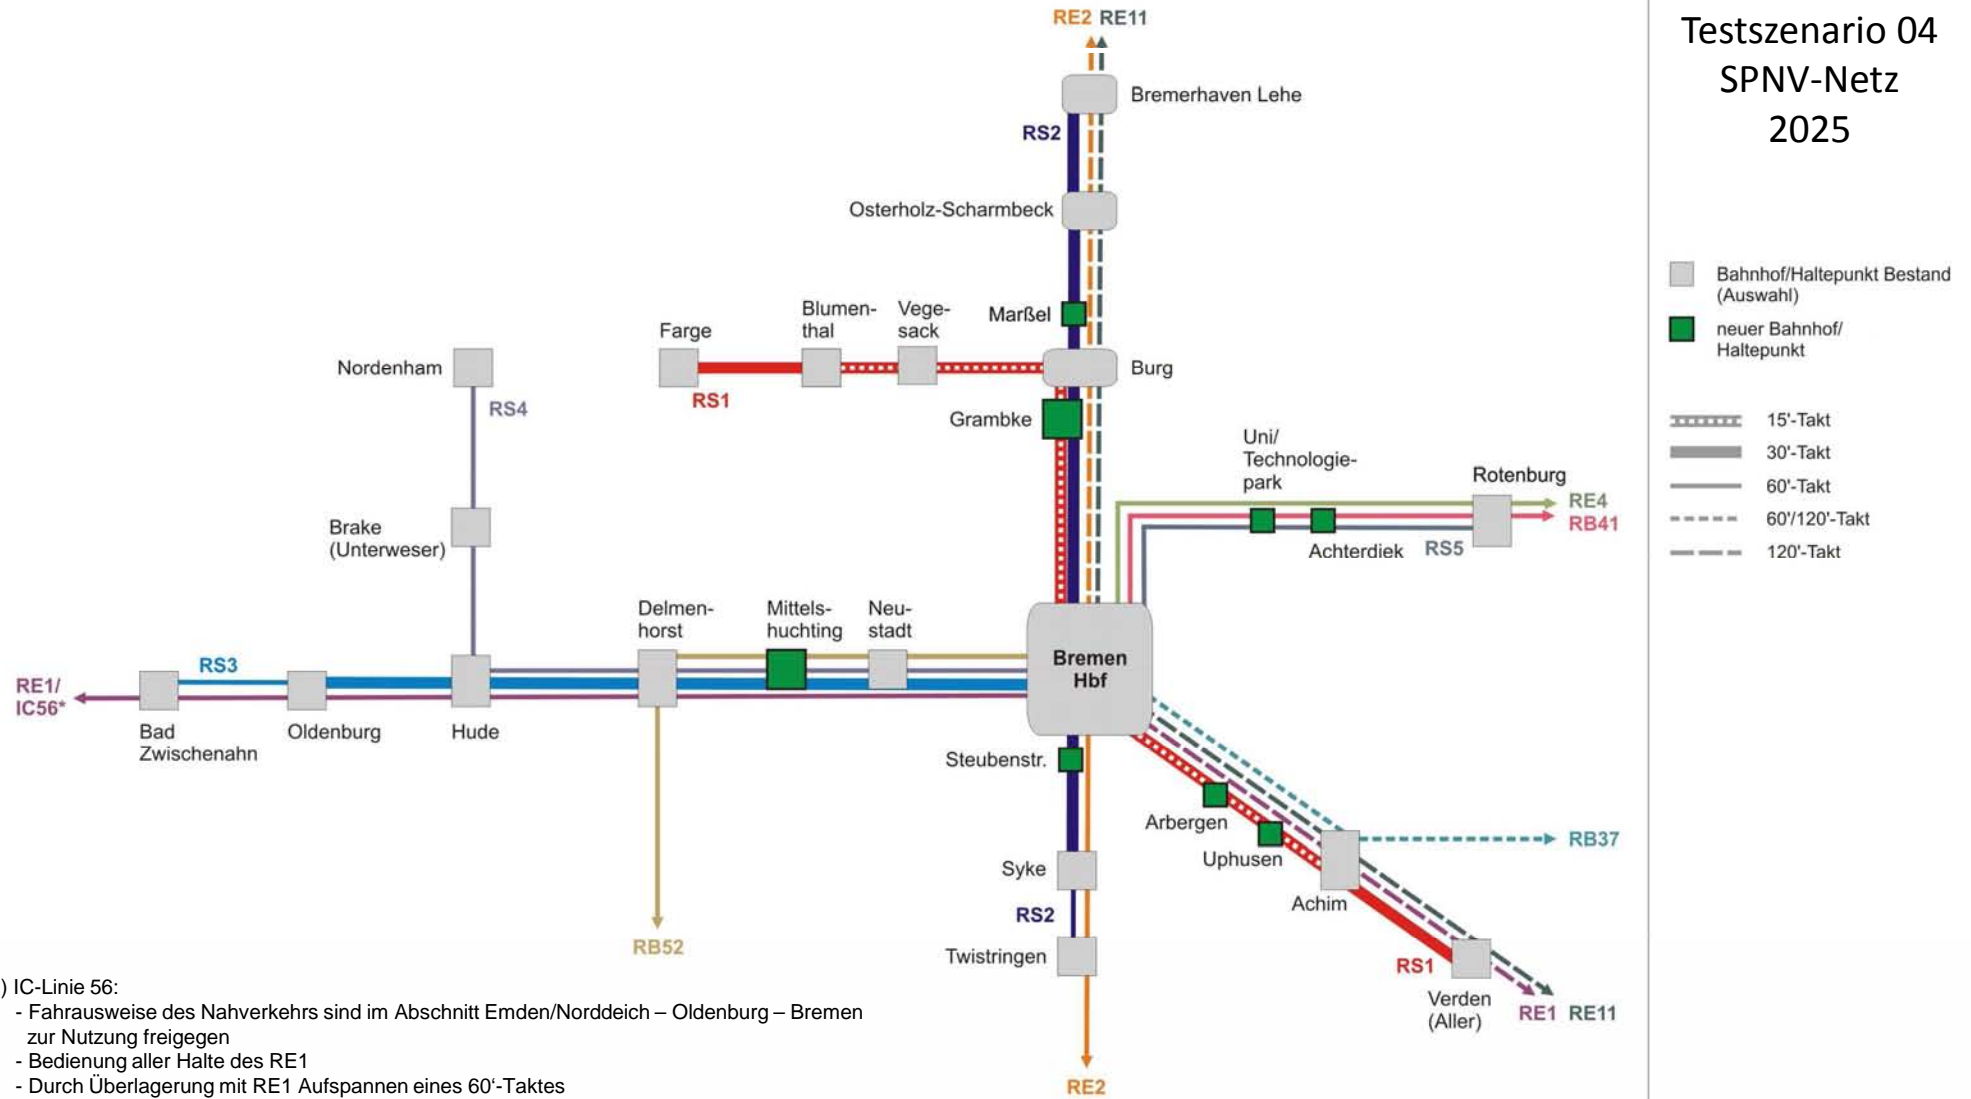 RE2 RE11
Testszenario 04
SPNV-Netz
2025
Bremerhaven Lehe
RS2
Osterholz-Scharmbeck
Marßel
Bahnhof/Haltepunkt Bestand
(Auswahl)
neuer Bahnhof/
Haltepunkt
15'-Takt
30'-Takt
60'-Takt
60'/120'-Takt
120'-Takt
Farge
Blumen-
thal
Vege-
sack
Burg
RS1
Nordenham
RS4
Grambke
Uni/
Technologie-
park
Rotenburg
RE4
RB41
Achterdiek
RS5
Brake
(Unterweser)
Delmen-
horst
Mittels-
huchting
Neu-
stadt
Bremen
Hbf
RS3
RE1/
IC56*
Bad
Zwischenahn
Oldenburg
Hude
Steubenstr.
Arbergen
Uphusen
RB37
Achim
Syke
RS2
Twistringen
RB52
RS1
Verden
(Aller)
RE1 RE11
RE2
) IC-Linie 56:
- Fahrausweise des Nahverkehrs sind im Abschnitt Emden/Norddeich – Oldenburg – Bremen
zur Nutzung freigegen
- Bedienung aller Halte des RE1
- Durch Überlagerung mit RE1 Aufspannen eines 60‘-Taktes